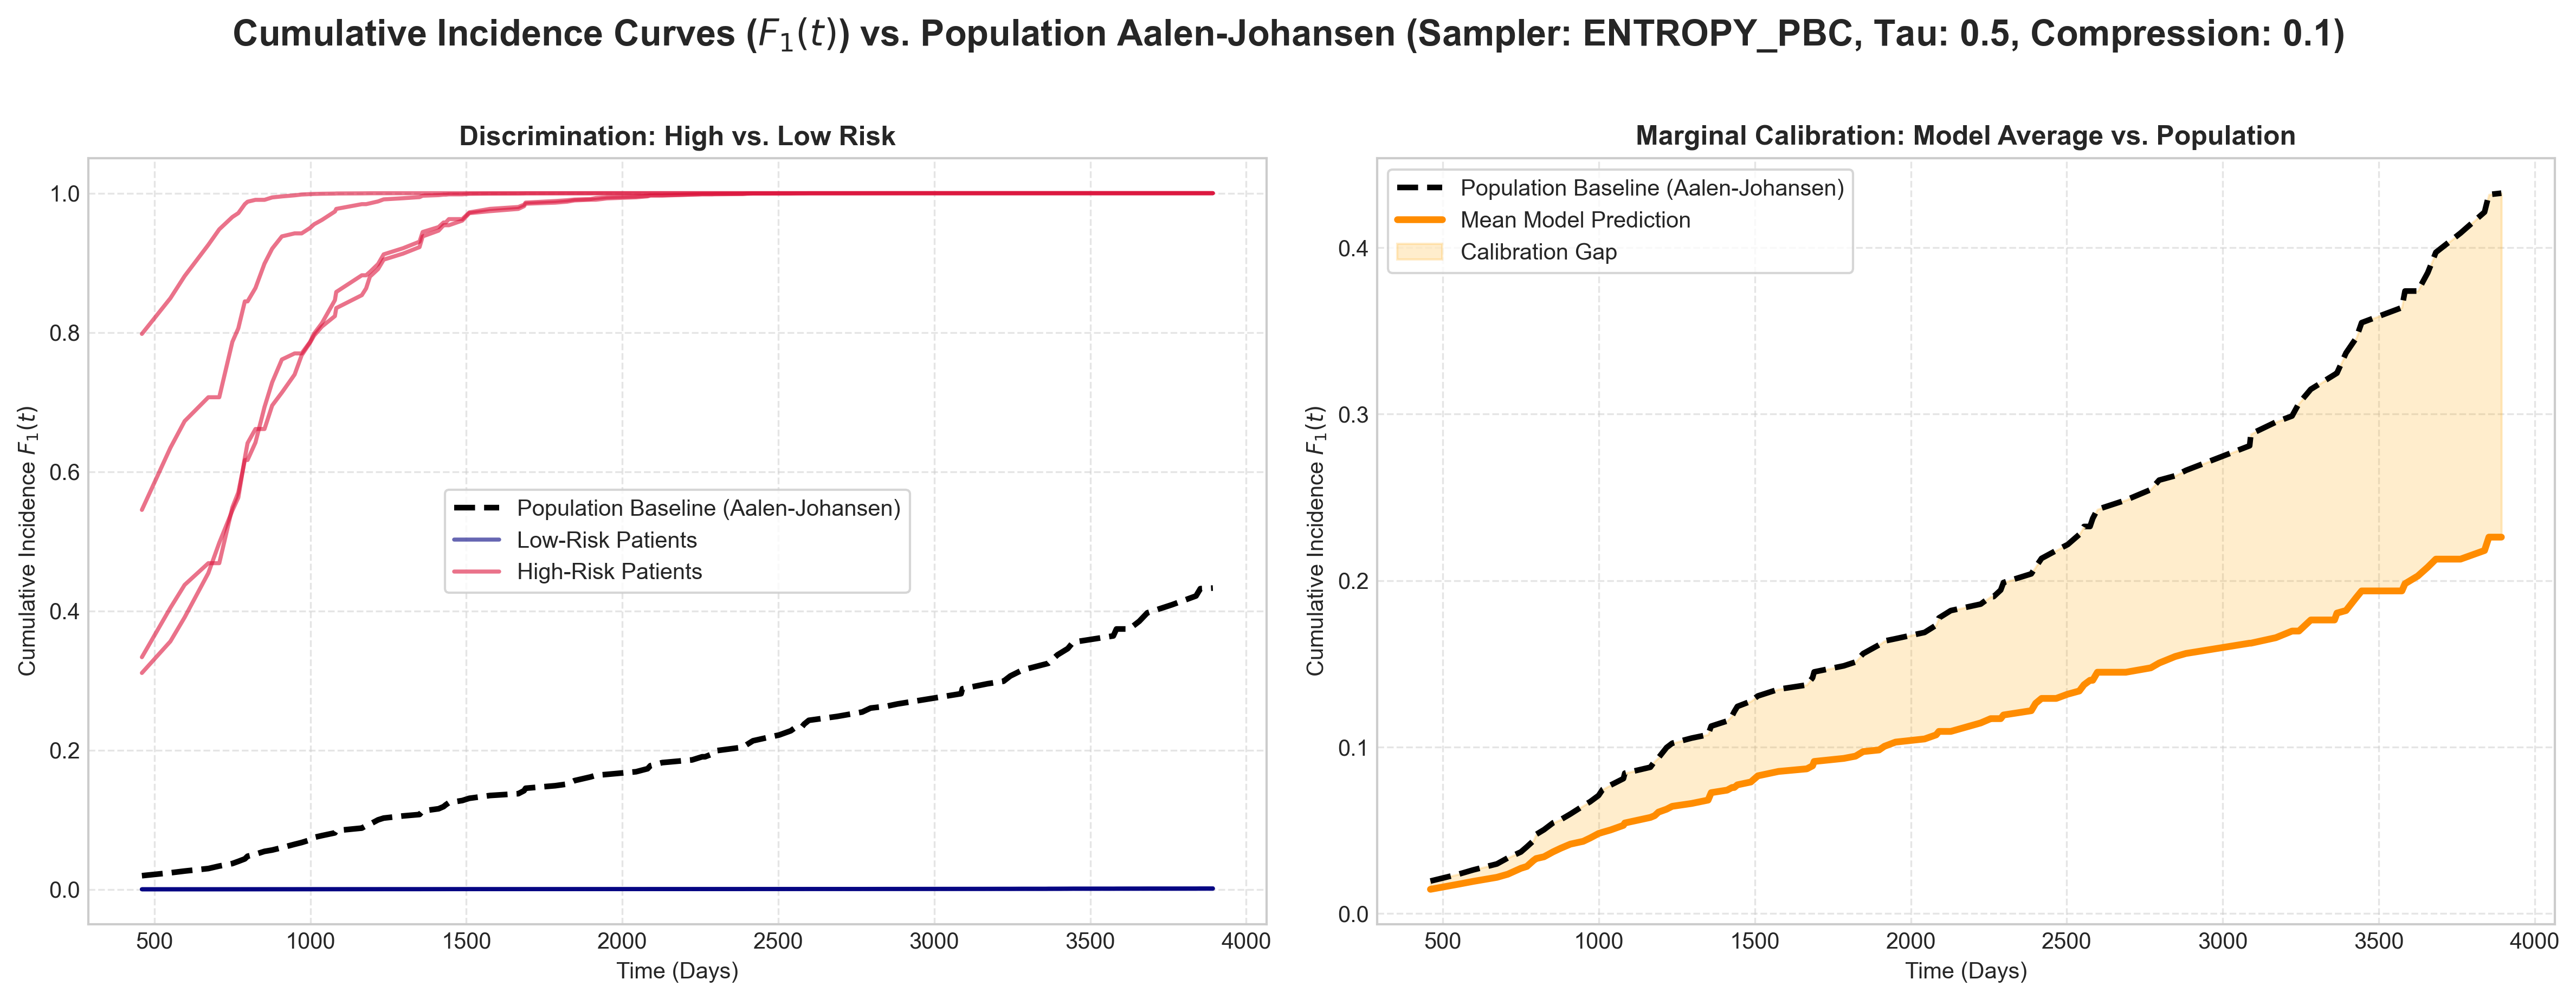 Cumulative Incidence Curves (F₁(t)) vs. Population Aalen-Johansen (Sampler: ENTROPY_PBC, Tau: 0.5, Compression: 0.1)
Discrimination: High vs. Low Risk
Cumulative Incidence F₁(t)
1.0
0.8
0.6
0.4
0.2
0.0
Population Baseline (Aalen-Johansen)
Low-Risk Patients
High-Risk Patients
500 1000 1500 2000 2500 3000 3500 4000
Time (Days)
Marginal Calibration: Model Average vs. Population
Cumulative Incidence F₁(t)
Population Baseline (Aalen-Johansen)
Mean Model Prediction
Calibration Gap
0.4
0.3
0.2
0.1
0.0
500 1000 1500 2000 2500 3000 3500 4000
Time (Days)